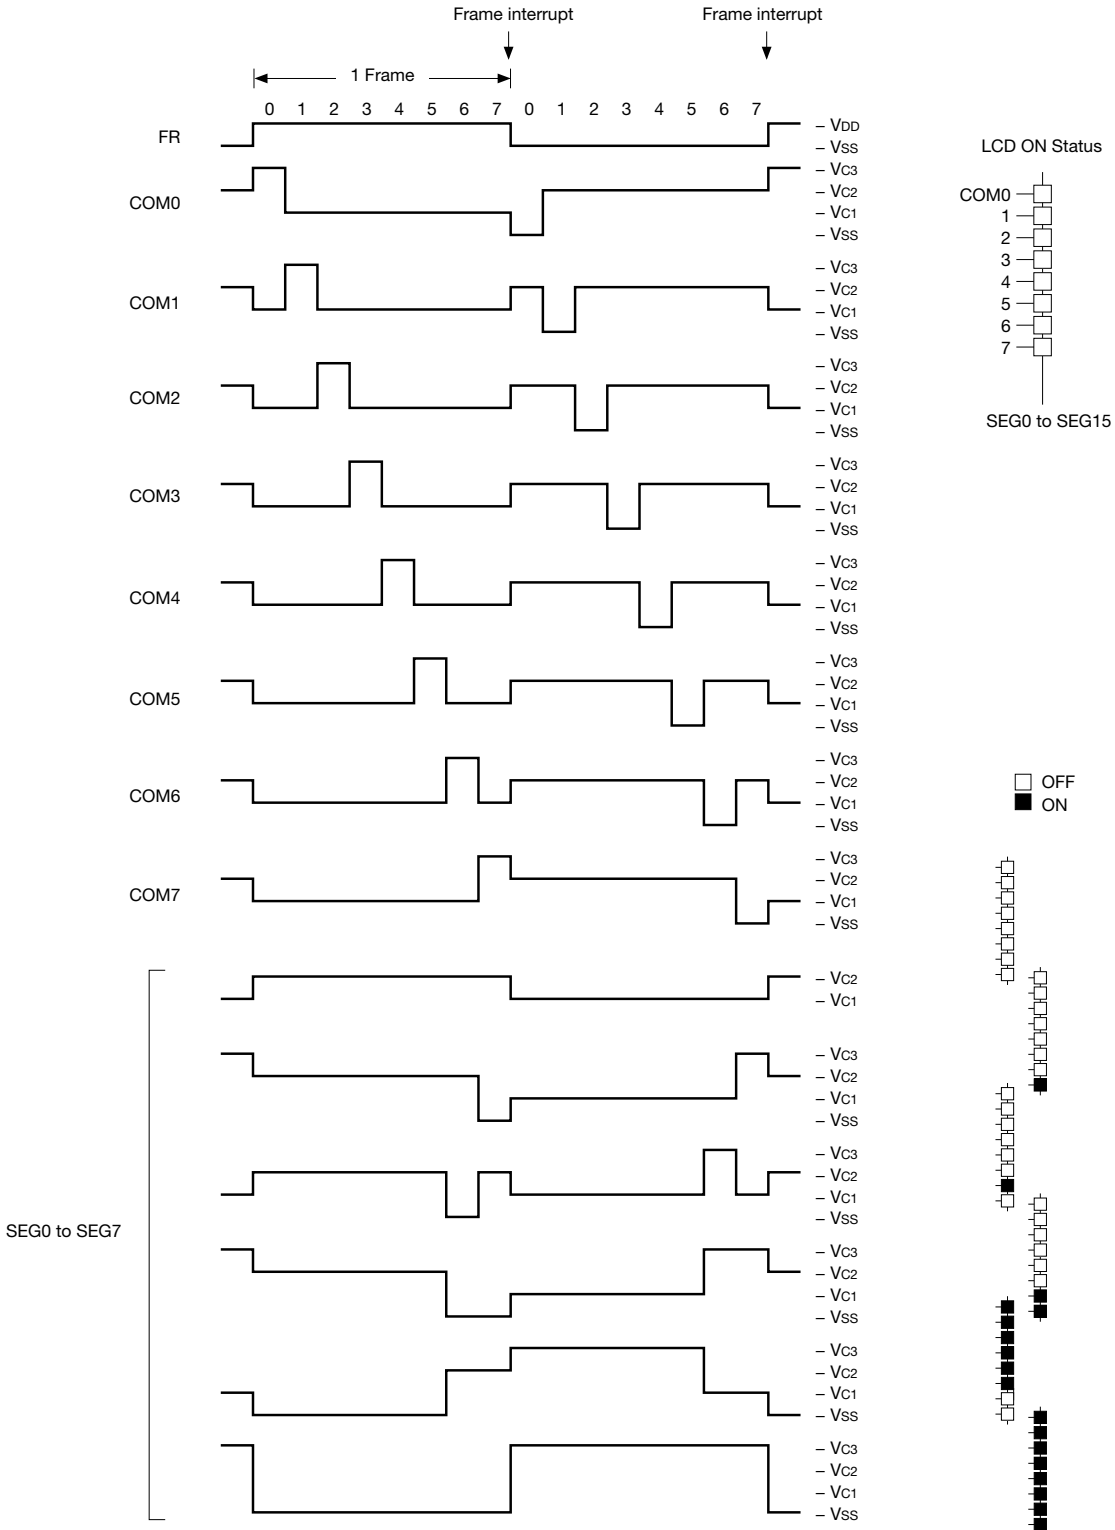 Frame interrupt Frame interrupt
1 Frame
0 1 2 3 4 5 6 7 0 1 2 3 4 5 6 7
FR
– VDD
– VSS
LCD ON Status
COM0
– VC3
– VC2
– VC1
– VSS
COM0
1
2
3
4
5
6
7
SEG0 to SEG15
COM1
– VC3
– VC2
– VC1
– VSS
COM2
– VC3
– VC2
– VC1
– VSS
COM3
– VC3
– VC2
– VC1
– VSS
COM4
– VC3
– VC2
– VC1
– VSS
COM5
– VC3
– VC2
– VC1
– VSS
COM6
– VC3
– VC2
– VC1
– VSS
OFF
ON
COM7
– VC3
– VC2
– VC1
– VSS
SEG0 to SEG7
– VC2
– VC1
– VC3
– VC2
– VC1
– VSS
– VC3
– VC2
– VC1
– VSS
– VC3
– VC2
– VC1
– VSS
– VC3
– VC2
– VC1
– VSS
– VC3
– VC2
– VC1
– VSS